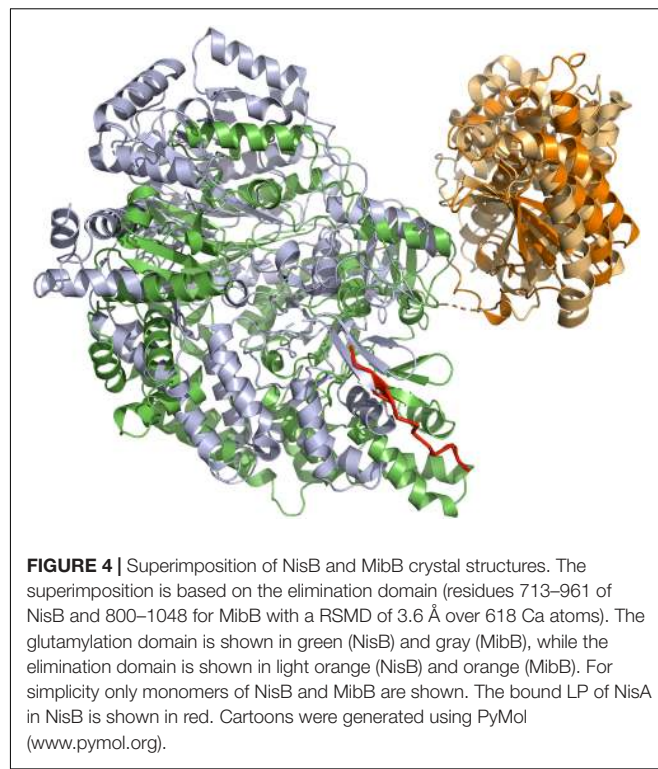 FIGURE 4 | Superimposition of NisB and MibB crystal structures. The
superimposition is based on the elimination domain (residues 713–961 of
NisB and 800–1048 for MibB with a RSMD of 3.6 Å over 618 Ca atoms). The
glutamylation domain is shown in green (NisB) and gray (MibB), while the
elimination domain is shown in light orange (NisB) and orange (MibB). For
simplicity only monomers of NisB and MibB are shown. The bound LP of NisA
in NisB is shown in red. Cartoons were generated using PyMol
(www.pymol.org).